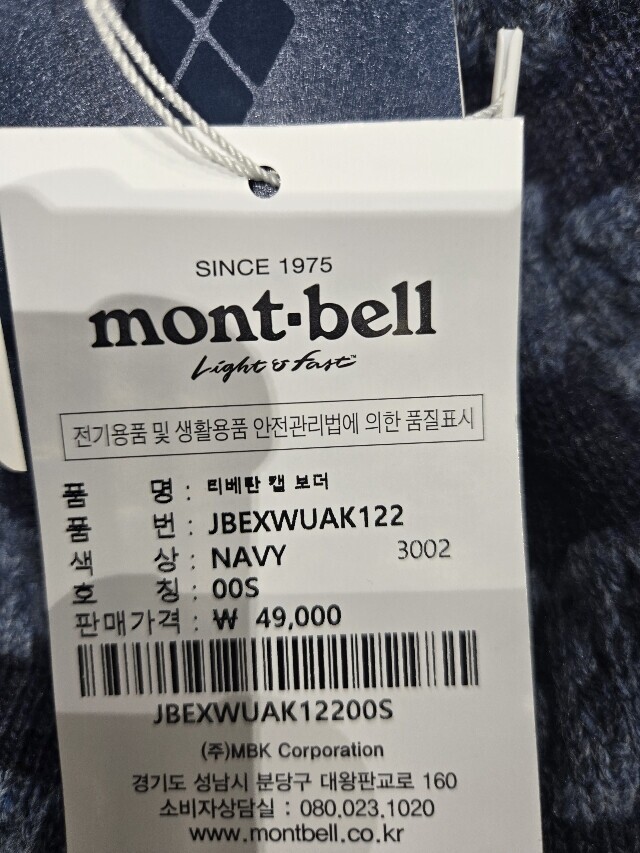 SINCE 1975
mont·bell
Light & Fast™
전기용품 및 생활용품 안전관리법에 의한 품질표시
품 명 : 티베탄 캡 보더
품 번 : JBEXWUAK122
색 상 : NAVY 3002
호 칭 : 00S
판매가격 : ₩ 49,000
JBEXWUAK12200S
(주)MBK Corporation
경기도 성남시 분당구 대왕판교로 160
소비자상담실 : 080.023.1020
www.montbell.co.kr